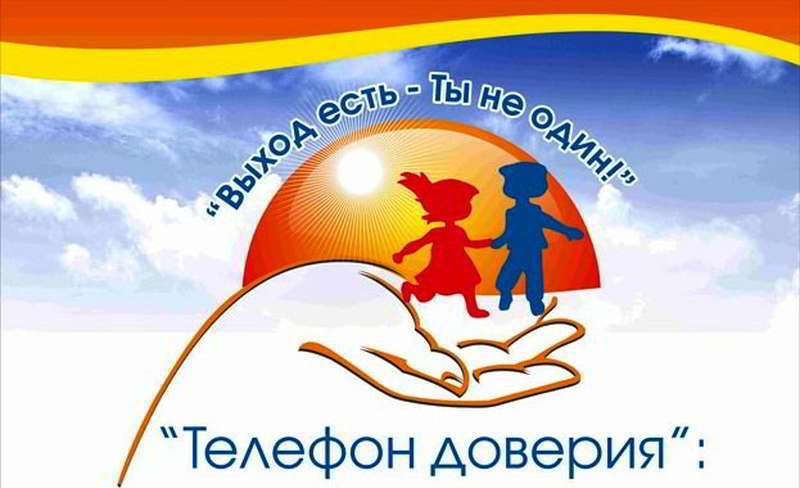 “Выход есть - Ты не один!”
“Телефон доверия”: